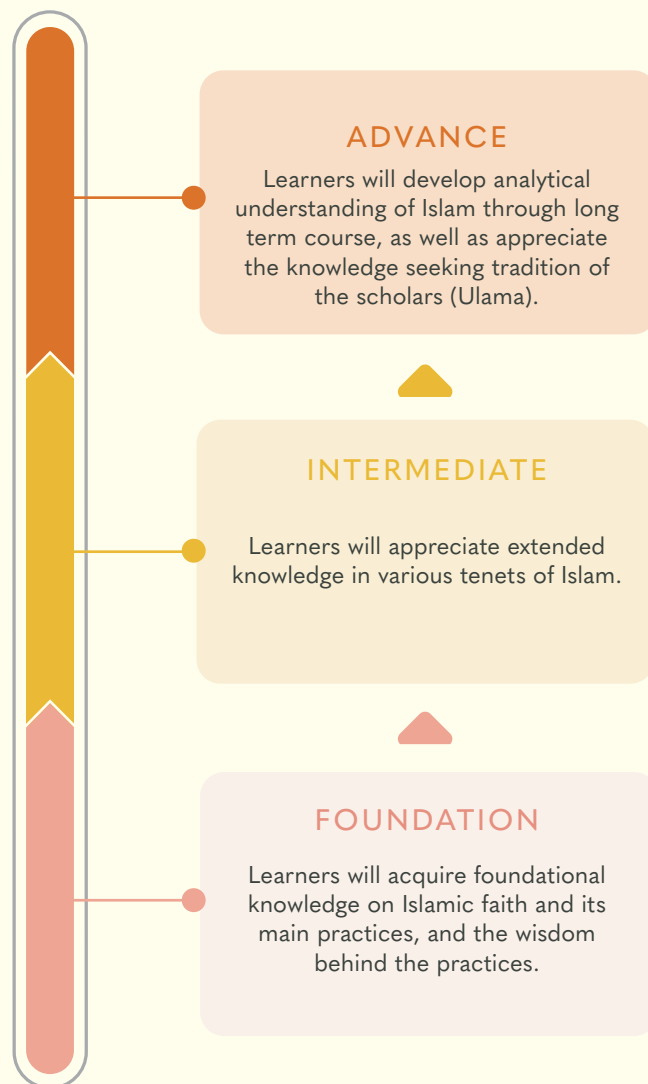 ADVANCE
Learners will develop analytical
understanding of Islam through long
term course, as well as appreciate
the knowledge seeking tradition of
the scholars (Ulama).
INTERMEDIATE
Learners will appreciate extended
knowledge in various tenets of Islam.
FOUNDATION
Learners will acquire foundational
knowledge on Islamic faith and its
main practices, and the wisdom
behind the practices.